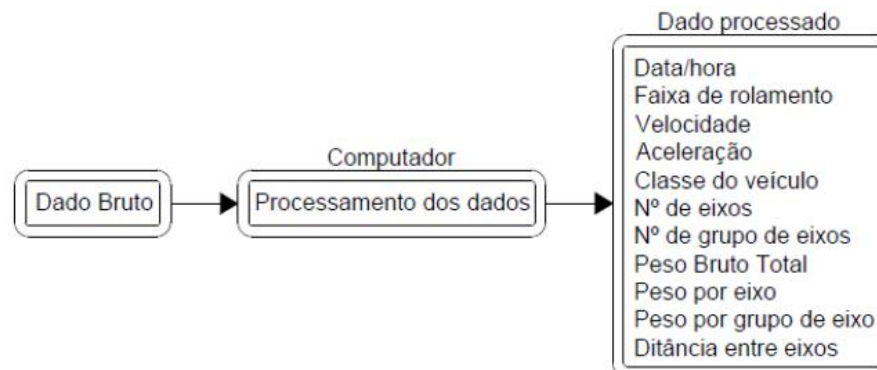 Dado Bruto
Computador
Processamento dos dados
Dado processado
Data/hora
Faixa de rolamento
Velocidade
Aceleração
Classe do veículo
Nº de eixos
Nº de grupo de eixos
Peso Bruto Total
Peso por eixo
Peso por grupo de eixo
Ditância entre eixos